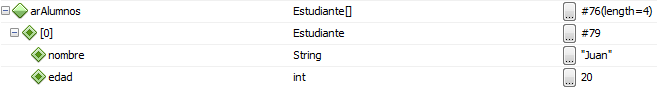 arAlumnos Estudiante[] ... #76(length=4)
[0] Estudiante ... #79
nombre String ... "Juan"
edad int ... 20